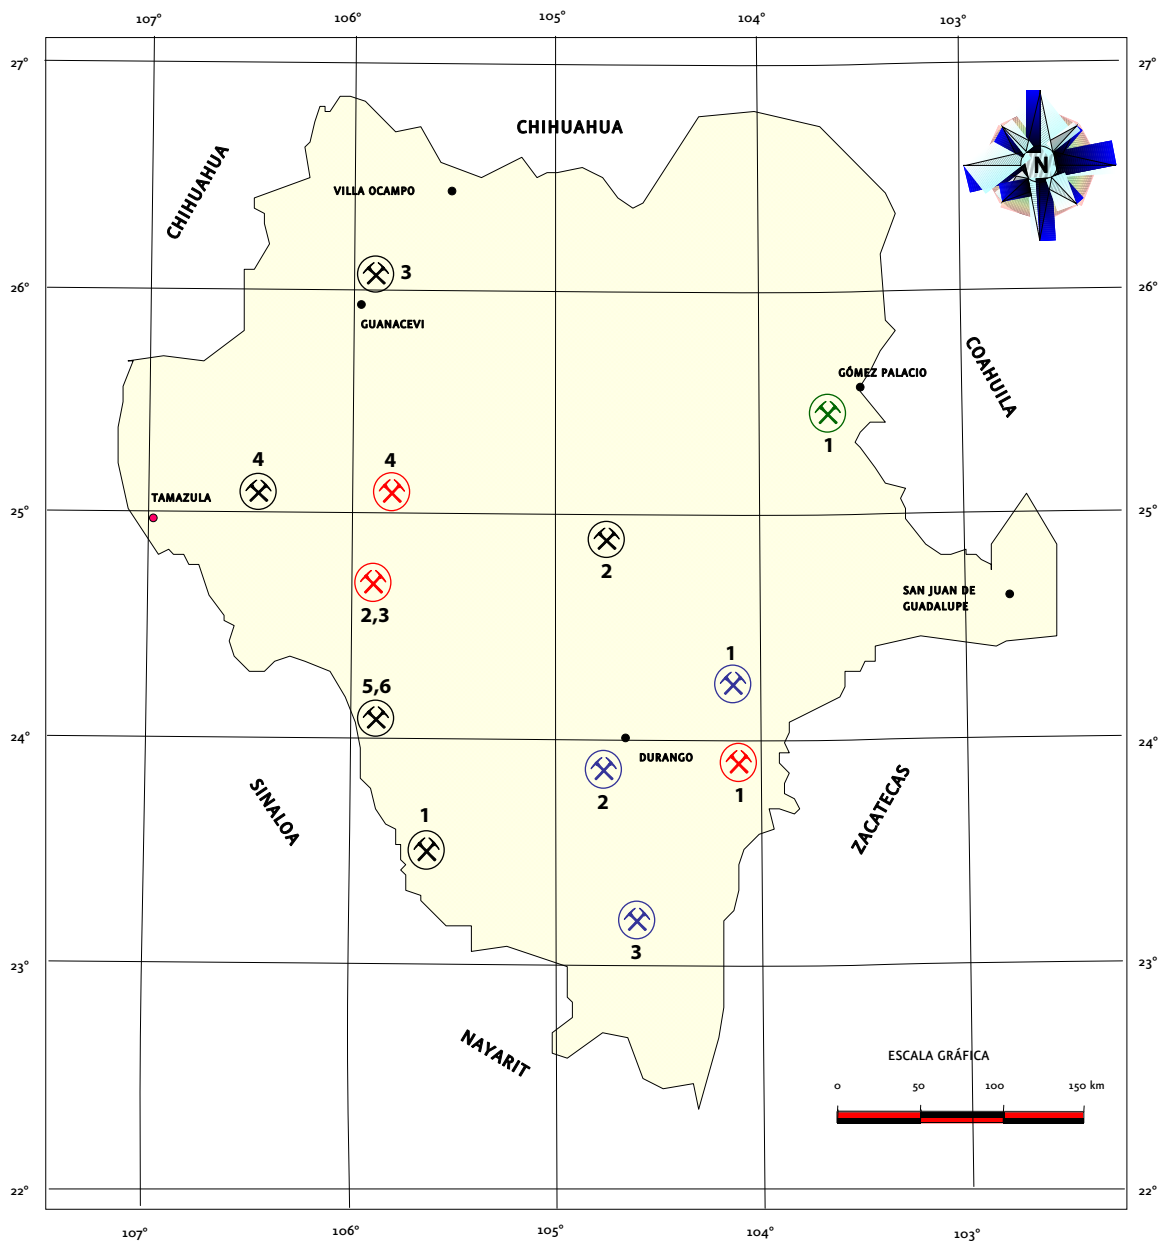 107°
106°
105°
104°
103°
27°
27°
CHIHUAHUA
CHIHUAHUA
N
VILLA OCAMPO
3
26°
26°
GUANACEVI
COAHUILA
GÓMEZ PALACIO
1
4
4
TAMAZULA
25°
25°
2
2,3
SAN JUAN DE
GUADALUPE
1
5,6
24°
24°
DURANGO
2
1
SINALOA
ZACATECAS
1
3
23°
23°
NAYARIT
ESCALA GRÁFICA
0 50 100 150 km
22°
22°
107°
106°
105°
104°
103°